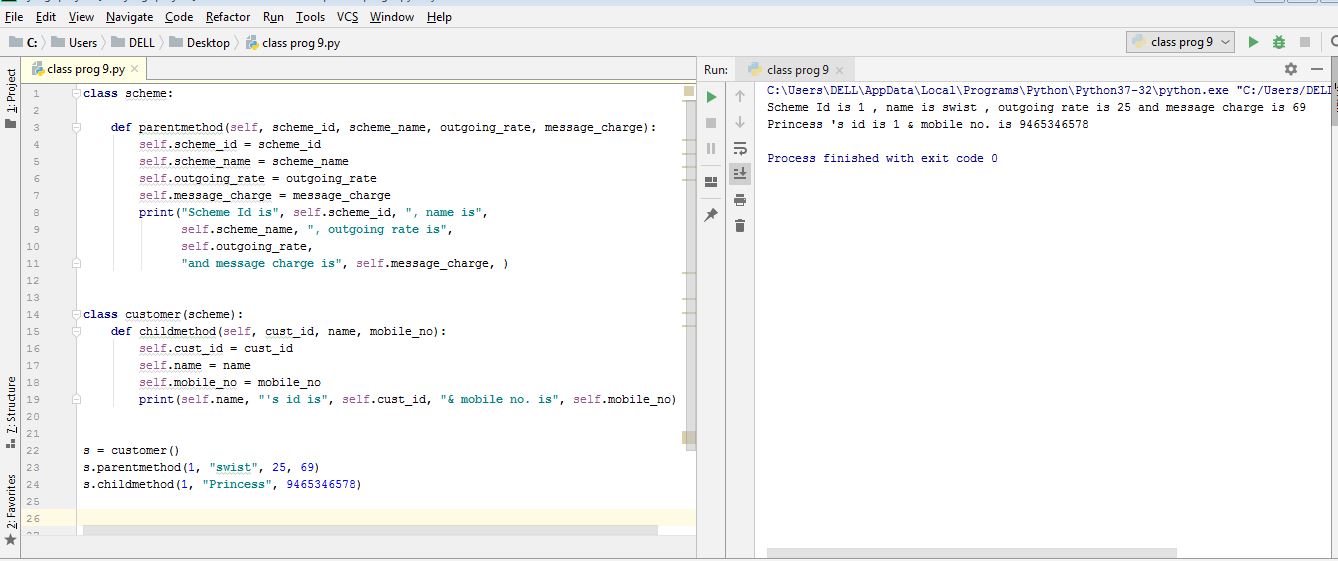 File Edit View Navigate Code Refactor Run Tools VCS Window Help
C: Users DELL Desktop class prog 9.py
class prog 9
class prog 9.py
1: Project
7: Structure
2: Favorites
1 class scheme:
2
3 def parentmethod(self, scheme_id, scheme_name, outgoing_rate, message_charge):
4 self.scheme_id = scheme_id
5 self.scheme_name = scheme_name
6 self.outgoing_rate = outgoing_rate
7 self.message_charge = message_charge
8 print("Scheme Id is", self.scheme_id, ", name is",
9 self.scheme_name, ", outgoing rate is",
10 self.outgoing_rate,
11 "and message charge is", self.message_charge, )
12
13
14 class customer(scheme):
15 def childmethod(self, cust_id, name, mobile_no):
16 self.cust_id = cust_id
17 self.name = name
18 self.mobile_no = mobile_no
19 print(self.name, "'s id is", self.cust_id, "& mobile no. is", self.mobile_no)
20
21
22 s = customer()
23 s.parentmethod(1, "swist", 25, 69)
24 s.childmethod(1, "Princess", 9465346578)
25
26
Run: class prog 9
C:\Users\DELL\AppData\Local\Programs\Python\Python37-32\python.exe "C:/Users/DELL
Scheme Id is 1 , name is swist , outgoing rate is 25 and message charge is 69
Princess 's id is 1 & mobile no. is 9465346578
Process finished with exit code 0